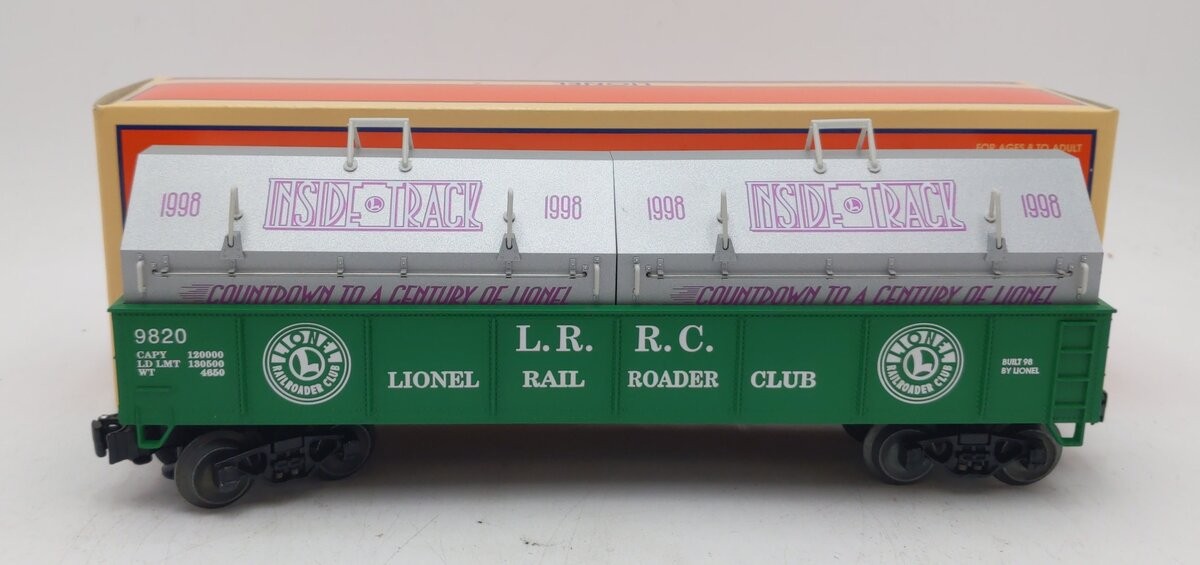 LIONEL
FOR AGES 8 TO ADULT
1998 INSIDE L TRACK 1998
1998 INSIDE L TRACK 1998
COUNTDOWN TO A CENTURY OF LIONEL
COUNTDOWN TO A CENTURY OF LIONEL
9820
CAPY 120000
LD LMT 130500
WT 4650
LIONEL
L
RAILROADER CLUB
L.R. R.C.
LIONEL RAIL ROADER CLUB
LIONEL
L
RAILROADER CLUB
BUILT 98
BY LIONEL